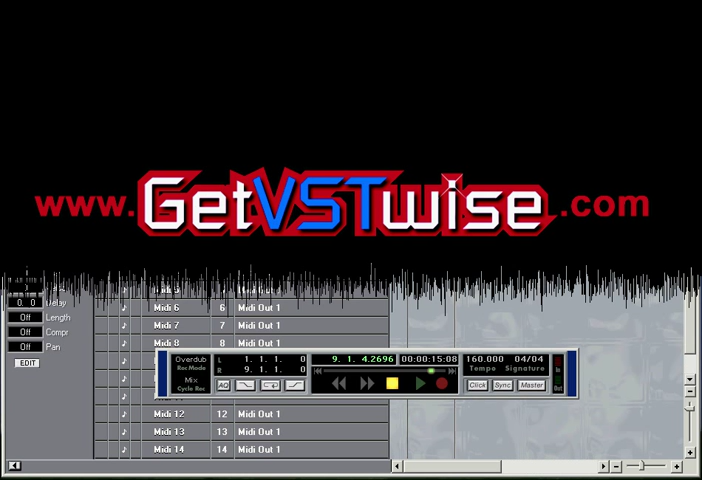 www.GetVSTwise.com
0. 0 Delay
Off Length
Off Compr
Off Pan
EDIT
Midi 6 6 Midi Out 1
Midi 7 7 Midi Out 1
Midi 8 8 Midi Out 1
Overdub
Rec Mode
Mix
Cycle Rec
L 1. 1. 1. 0
R 9. 1. 1. 0
AQ
9. 1. 4.2696 00:00:15:08
160.000 04/04
Tempo Signature
Click Sync Master
In
Out
Midi 12 12 Midi Out 1
Midi 13 13 Midi Out 1
Midi 14 14 Midi Out 1